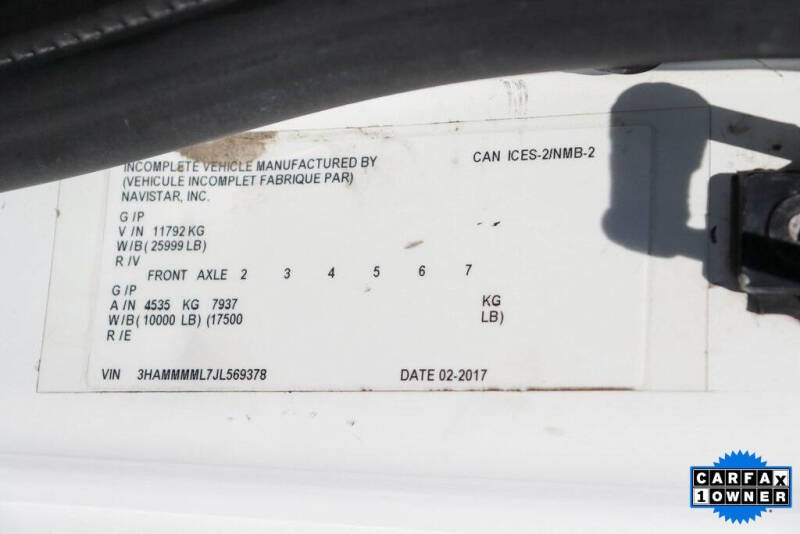 INCOMPLETE VEHICLE MANUFACTURED BY
(VEHICULE INCOMPLET FABRIQUE PAR)
NAVISTAR, INC.
CAN ICES-2/NMB-2
G /P
V /N 11792 KG
W/B( 25999 LB)
R /V
FRONT AXLE 2 3 4 5 6 7
G /P
A /N 4535 KG 7937 KG
W/B( 10000 LB) (17500 LB)
R /E
VIN 3HAMMMML7JL569378 DATE 02-2017
CARFAX
1 OWNER